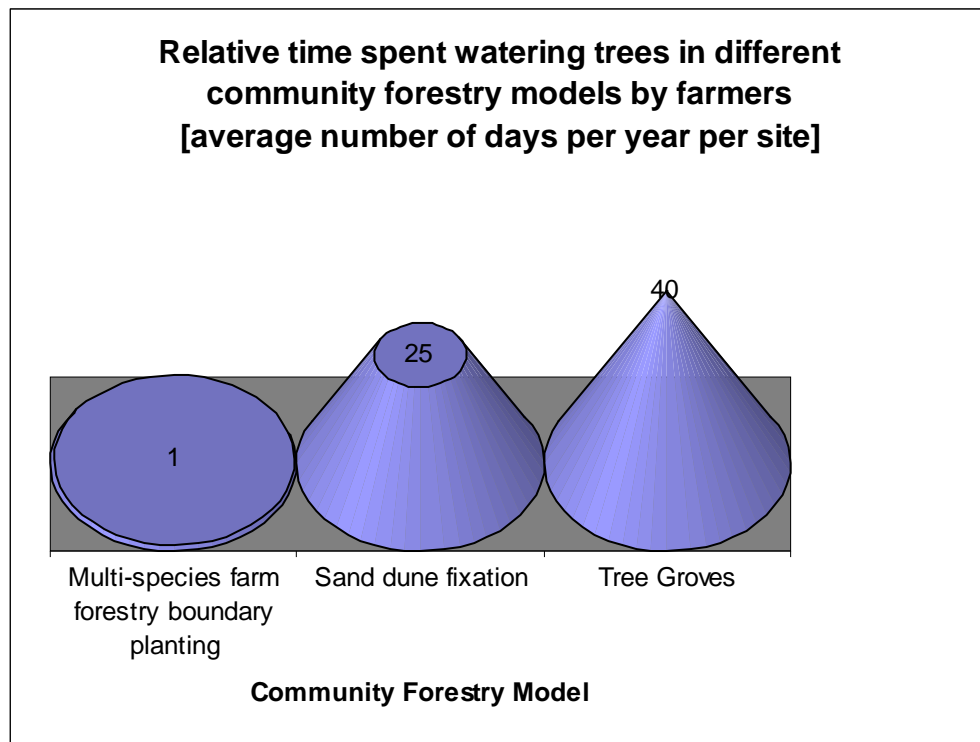 Relative time spent watering trees in different
community forestry models by farmers
[average number of days per year per site]
40
25
1
Multi-species farm
forestry boundary
planting
Sand dune fixation
Tree Groves
Community Forestry Model